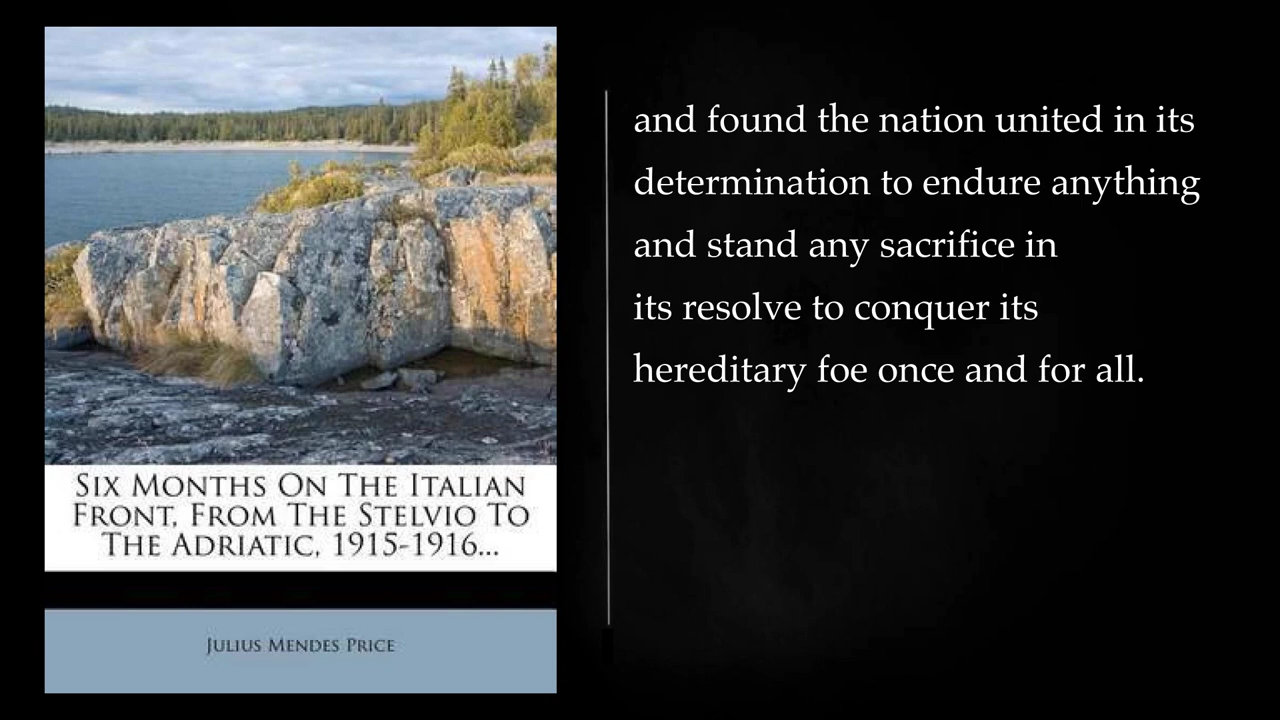 and found the nation united in its
determination to endure anything
and stand any sacrifice in
its resolve to conquer its
hereditary foe once and for all.
Six Months On The Italian
Front, From The Stelvio To
The Adriatic, 1915-1916...
Julius Mendes Price